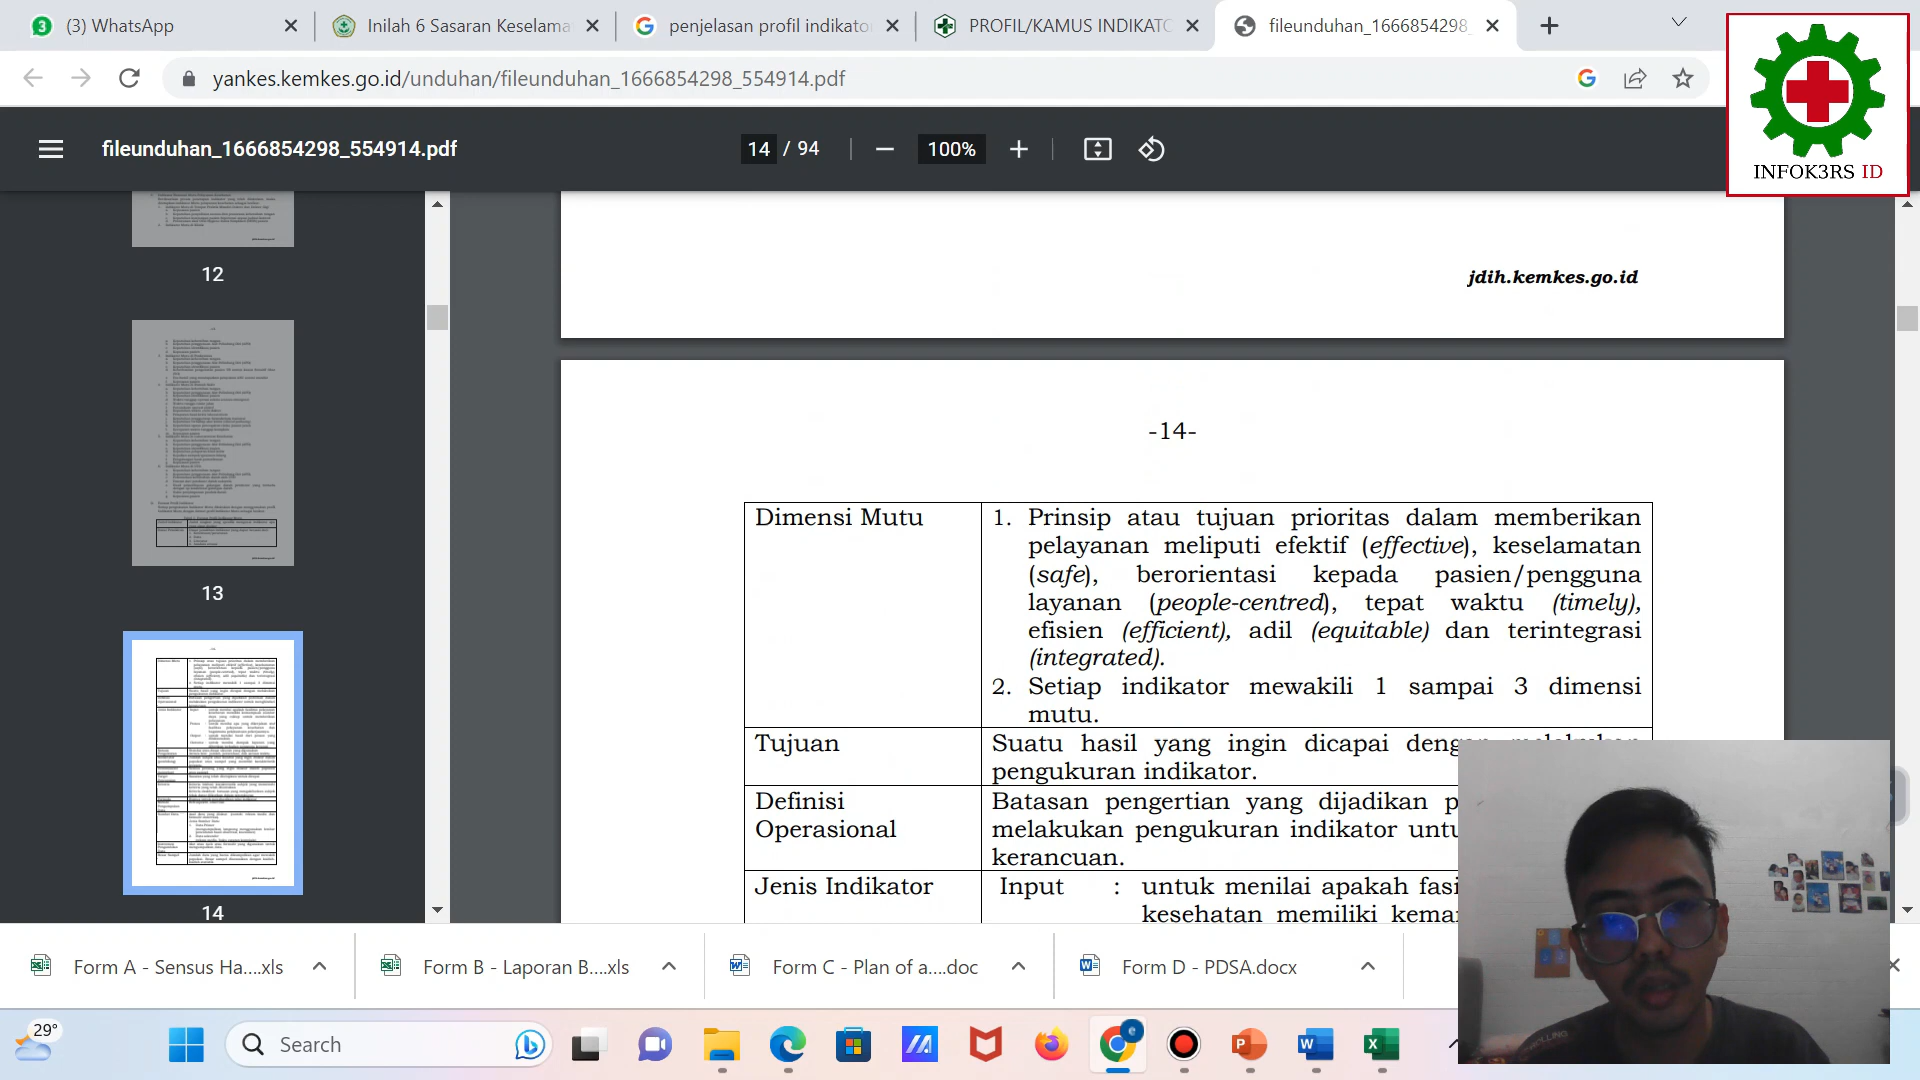 3 (3) WhatsApp
Inilah 6 Sasaran Keselama
penjelasan profil indikato
PROFIL/KAMUS INDIKATO
fileunduhan_1666854298_
yankes.kemkes.go.id/unduhan/fileunduhan_1666854298_554914.pdf
INFOK3RS ID
fileunduhan_1666854298_554914.pdf
14 / 94
100%
12
13
14
jdih.kemkes.go.id
-14-
Dimensi Mutu
1. Prinsip atau tujuan prioritas dalam memberikan
pelayanan meliputi efektif (effective), keselamatan
(safe), berorientasi kepada pasien/pengguna
layanan (people-centred), tepat waktu (timely),
efisien (efficient), adil (equitable) dan terintegrasi
(integrated).
2. Setiap indikator mewakili 1 sampai 3 dimensi
mutu.
Tujuan
Suatu hasil yang ingin dicapai dengan melakukan
pengukuran indikator.
Definisi
Operasional
Batasan pengertian yang dijadikan p
melakukan pengukuran indikator untu
kerancuan.
Jenis Indikator
Input : untuk menilai apakah fasi
kesehatan memiliki kema
Form A - Sensus Ha....xls
Form B - Laporan B....xls
Form C - Plan of a....doc
Form D - PDSA.docx
29°
Search